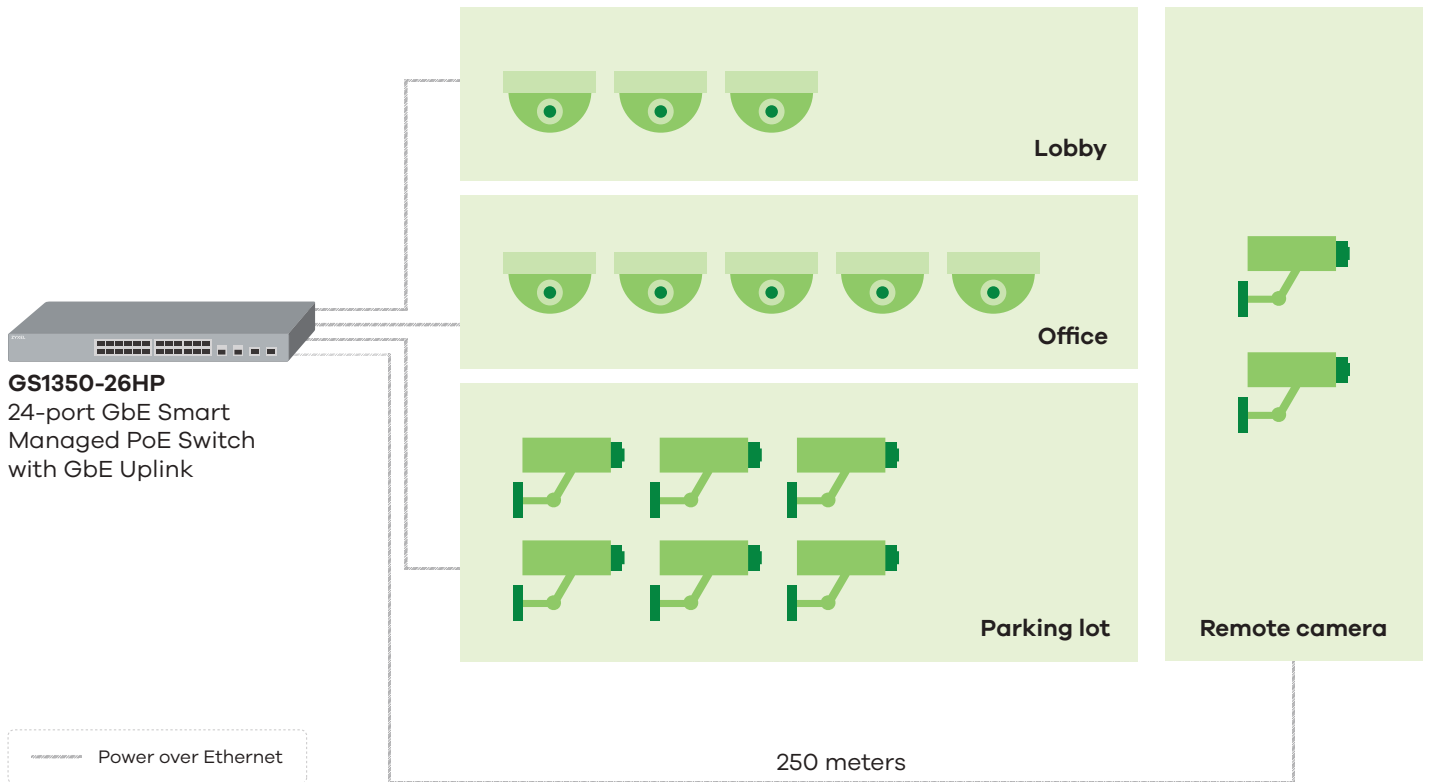 Lobby
Office
ZYXEL
GS1350-26HP
24-port GbE Smart
Managed PoE Switch
with GbE Uplink
Parking lot
Remote camera
Power over Ethernet
250 meters